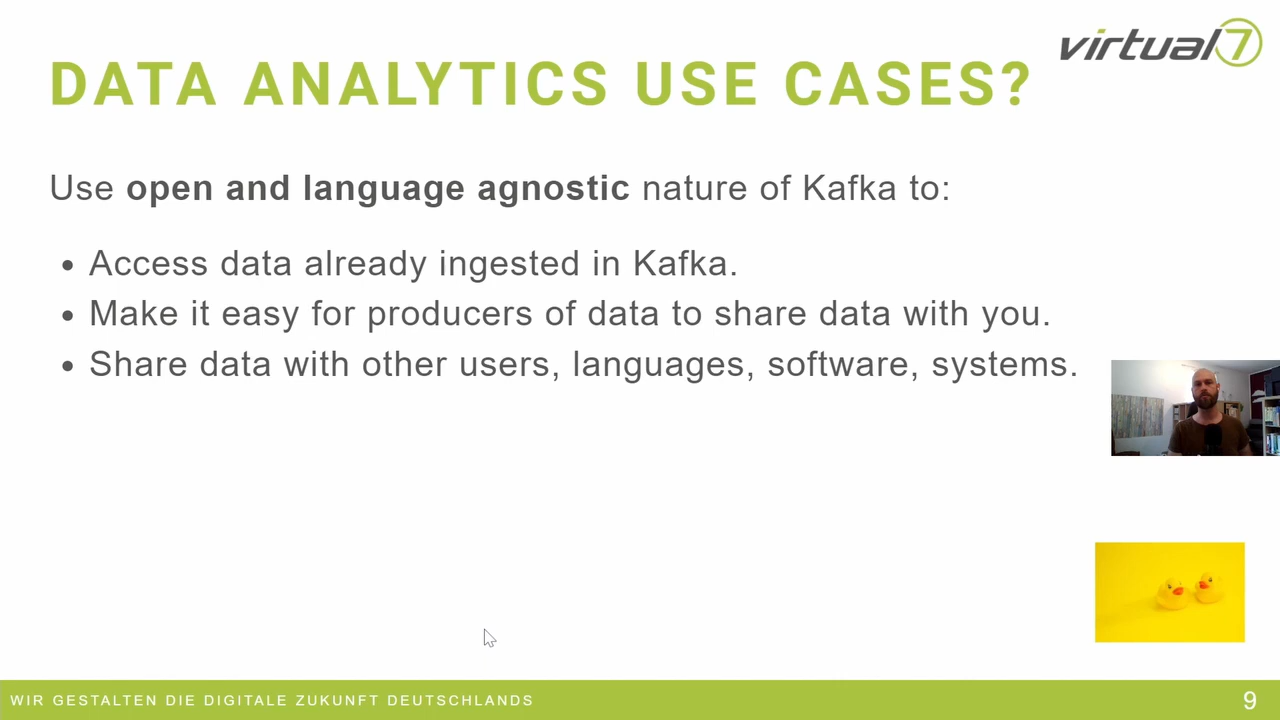 virtual7
DATA ANALYTICS USE CASES?
Use open and language agnostic nature of Kafka to:
• Access data already ingested in Kafka.
• Make it easy for producers of data to share data with you.
• Share data with other users, languages, software, systems.
WIR GESTALTEN DIE DIGITALE ZUKUNFT DEUTSCHLANDS
9